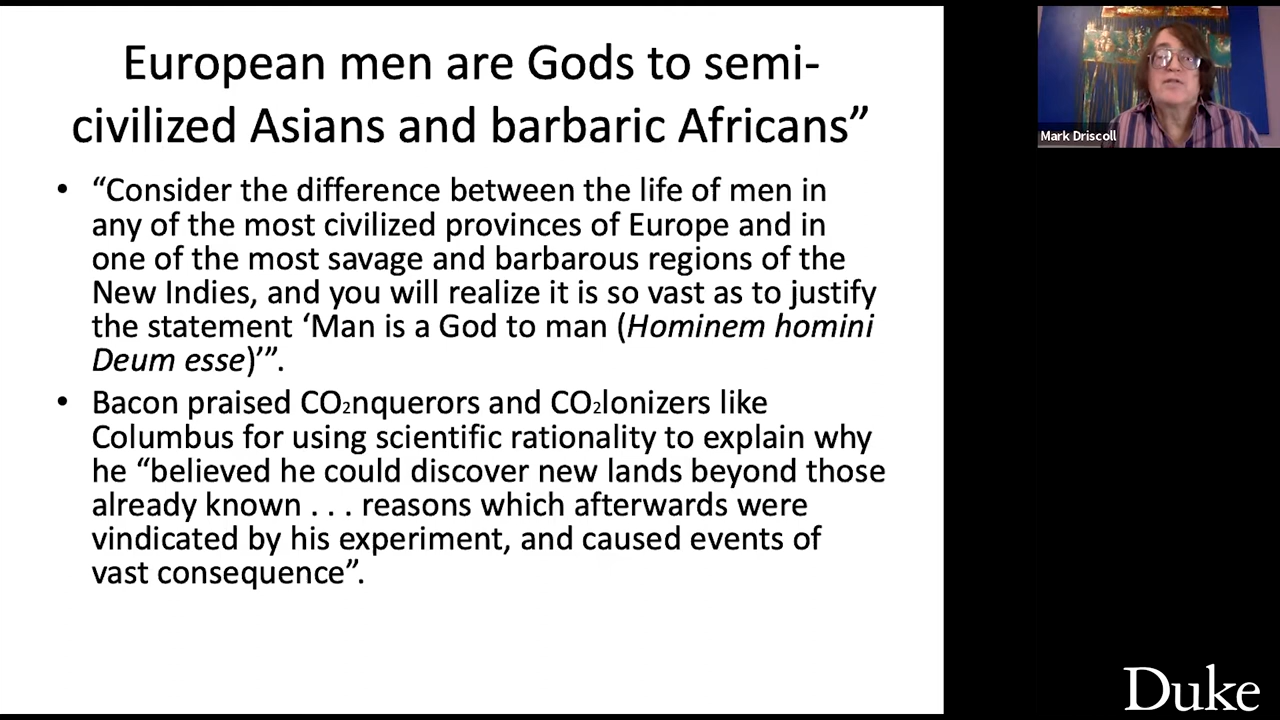 European men are Gods to semi-
civilized Asians and barbaric Africans”
• “Consider the difference between the life of men in
any of the most civilized provinces of Europe and in
one of the most savage and barbarous regions of the
New Indies, and you will realize it is so vast as to justify
the statement ‘Man is a God to man (Hominem homini
Deum esse)’”.
• Bacon praised CO₂nquerors and CO₂lonizers like
Columbus for using scientific rationality to explain why
he “believed he could discover new lands beyond those
already known . . . reasons which afterwards were
vindicated by his experiment, and caused events of
vast consequence”.
Mark Driscoll
Duke